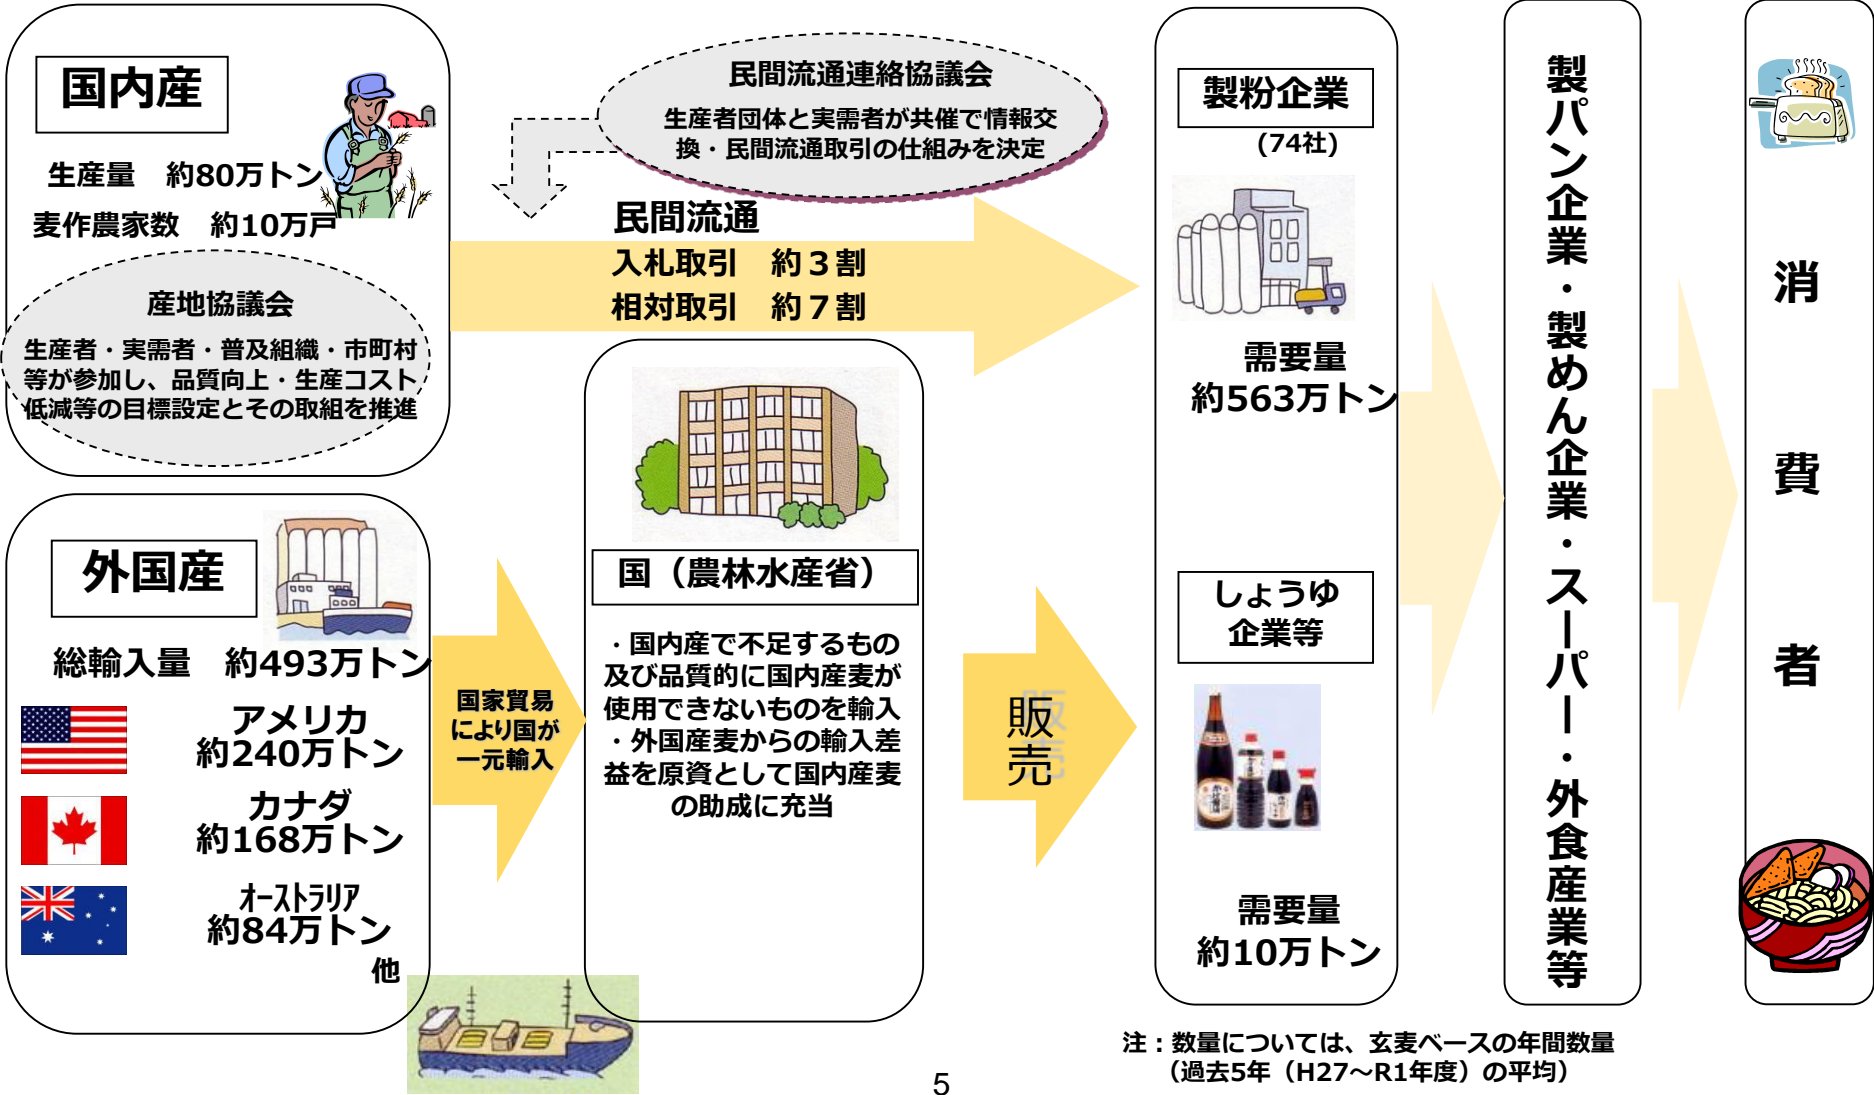 国内産
生産量　約80万トン
麦作農家数　約10万戸
産地協議会
生産者・実需者・普及組織・市町村
等が参加し、品質向上・生産コスト
低減等の目標設定とその取組を推進
民間流通連絡協議会
生産者団体と実需者が共催で情報交
換・民間流通取引の仕組みを決定
民間流通
入札取引　約３割
相対取引　約７割
外国産
総輸入量　約493万トン
アメリカ
約240万トン
カナダ
約168万トン
ｵｰｽﾄﾗﾘｱ
約84万トン
他
国家貿易
により国が
一元輸入
国（農林水産省）
・国内産で不足するもの
及び品質的に国内産麦が
使用できないものを輸入
・外国産麦からの輸入差
益を原資として国内産麦
の助成に充当
販売
製粉企業
(74社)
需要量
約563万トン
しょうゆ
企業等
需要量
約10万トン
製パン企業・製めん企業・スーパー・外食産業等
消費者
注：数量については、玄麦ベースの年間数量
（過去5年（H27～R1年度）の平均）
5